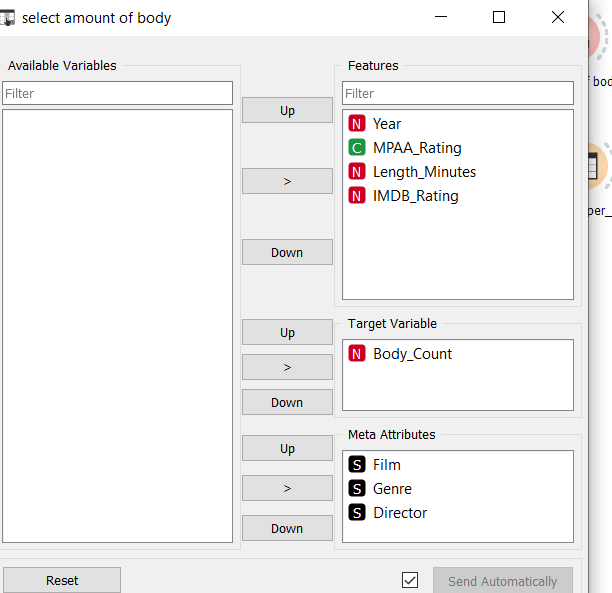 select amount of body
Available Variables
Filter
Up
>
Down
Up
>
Down
Up
>
Down
Features
Filter
N Year
C MPAA_Rating
N Length_Minutes
N IMDB_Rating
Target Variable
N Body_Count
Meta Attributes
S Film
S Genre
S Director
Reset
Send Automatically
per_